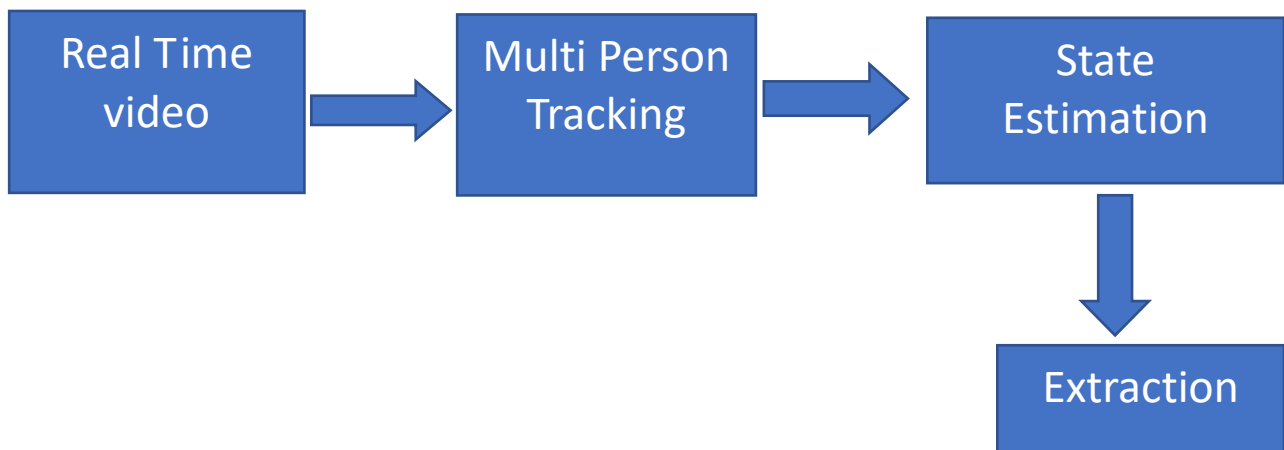 Real Time
video
Multi Person
Tracking
State
Estimation
Extraction